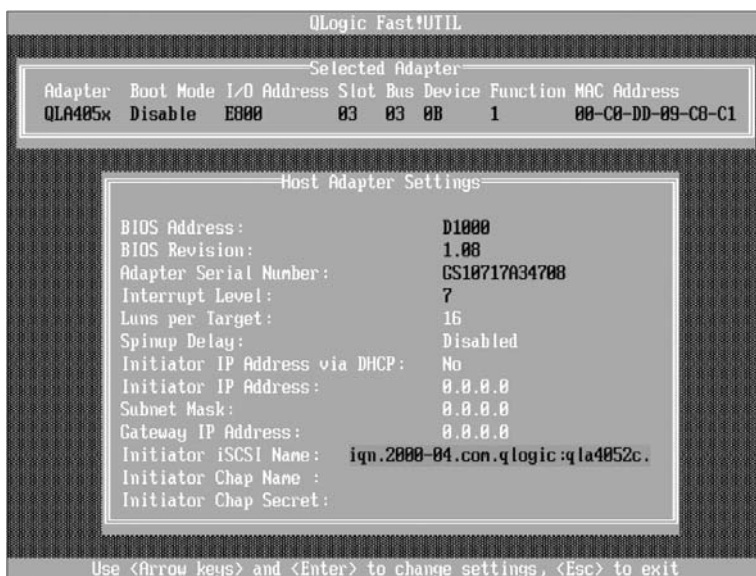 QLogic Fast!UTIL
Selected Adapter
Adapter Boot Mode I/O Address Slot Bus Device Function MAC Address
QLA405x Disable E800 03 03 0B 1 00-C0-DD-09-C8-C1
Host Adapter Settings
BIOS Address: D1000
BIOS Revision: 1.08
Adapter Serial Number: GS10717A34708
Interrupt Level: 7
Luns per Target: 16
Spinup Delay: Disabled
Initiator IP Address via DHCP: No
Initiator IP Address: 0.0.0.0
Subnet Mask: 0.0.0.0
Gateway IP Address: 0.0.0.0
Initiator iSCSI Name: iqn.2000-04.com.qlogic:qla4052c.
Initiator Chap Name :
Initiator Chap Secret:
Use <Arrow keys> and <Enter> to change settings, <Esc> to exit